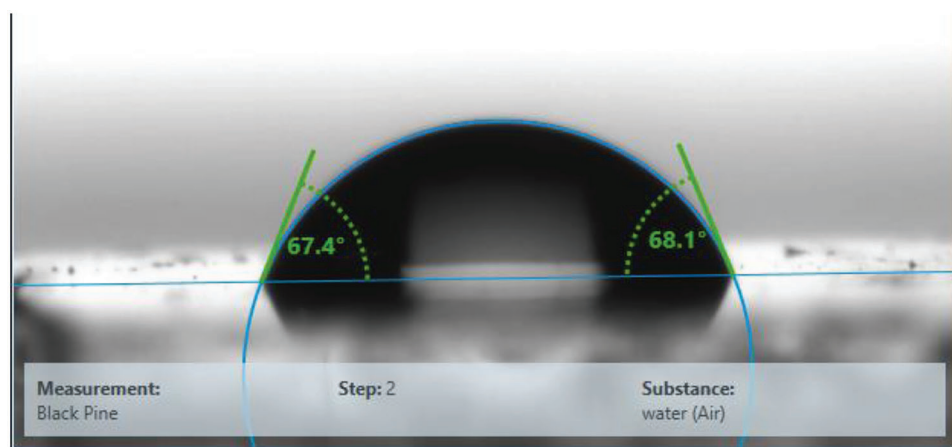 67.4°
68.1°
Measurement:
Black Pine
Step: 2
Substance:
water (Air)